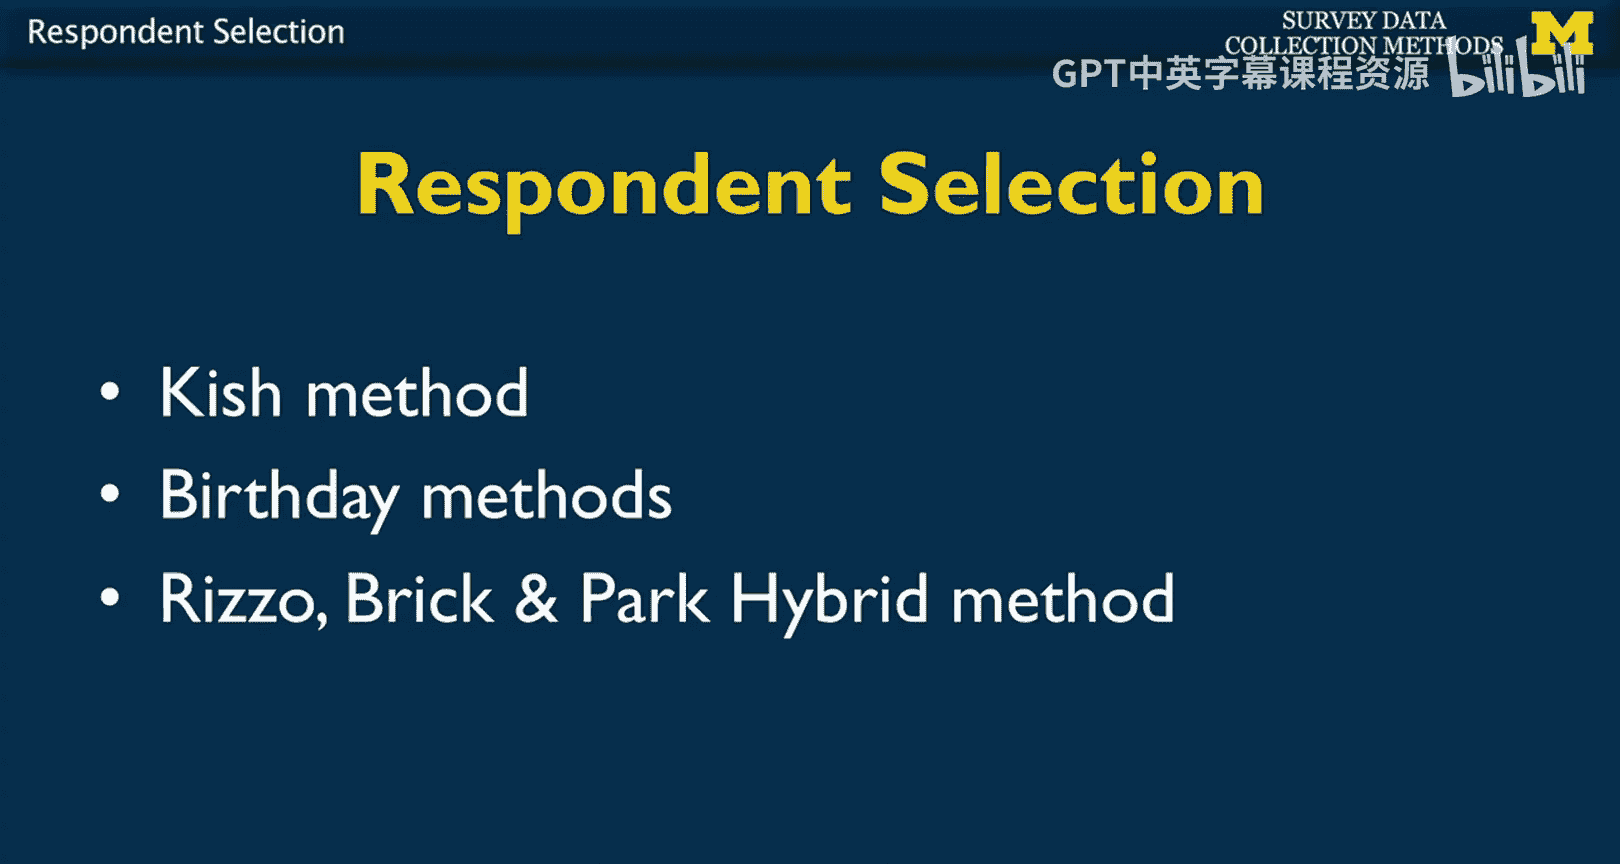 Respondent Selection
SURVEY DATA
COLLECTION METHODS
M
GPT中英字幕课程资源 bilibili
Respondent Selection
• Kish method
• Birthday methods
• Rizzo, Brick & Park Hybrid method